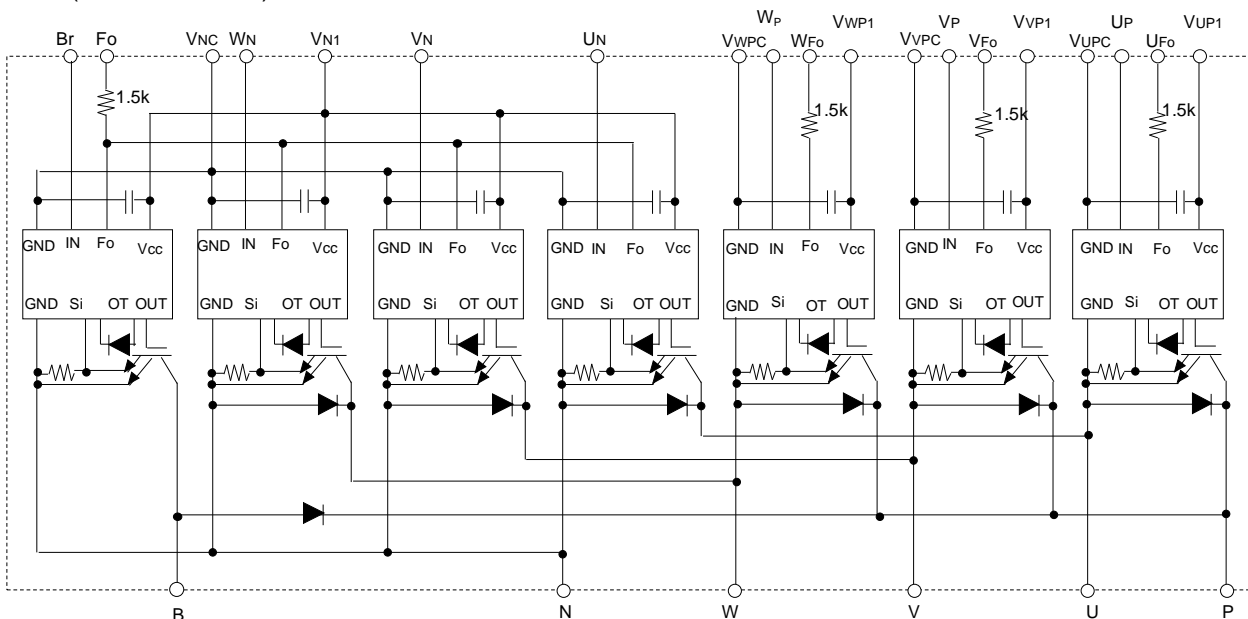 Br Fo VNC WN VN1 VN UN VWPC WP WFo VWP1 VVPC VP VFo VVP1 VUPC UP UFo VUP1
1.5k 1.5k 1.5k 1.5k
GND IN Fo Vcc GND IN Fo Vcc GND IN Fo Vcc GND IN Fo Vcc GND IN Fo Vcc GND IN Fo Vcc GND IN Fo Vcc
GND Si OT OUT GND Si OT OUT GND Si OT OUT GND Si OT OUT GND Si OT OUT GND Si OT OUT GND Si OT OUT
B N W V U P